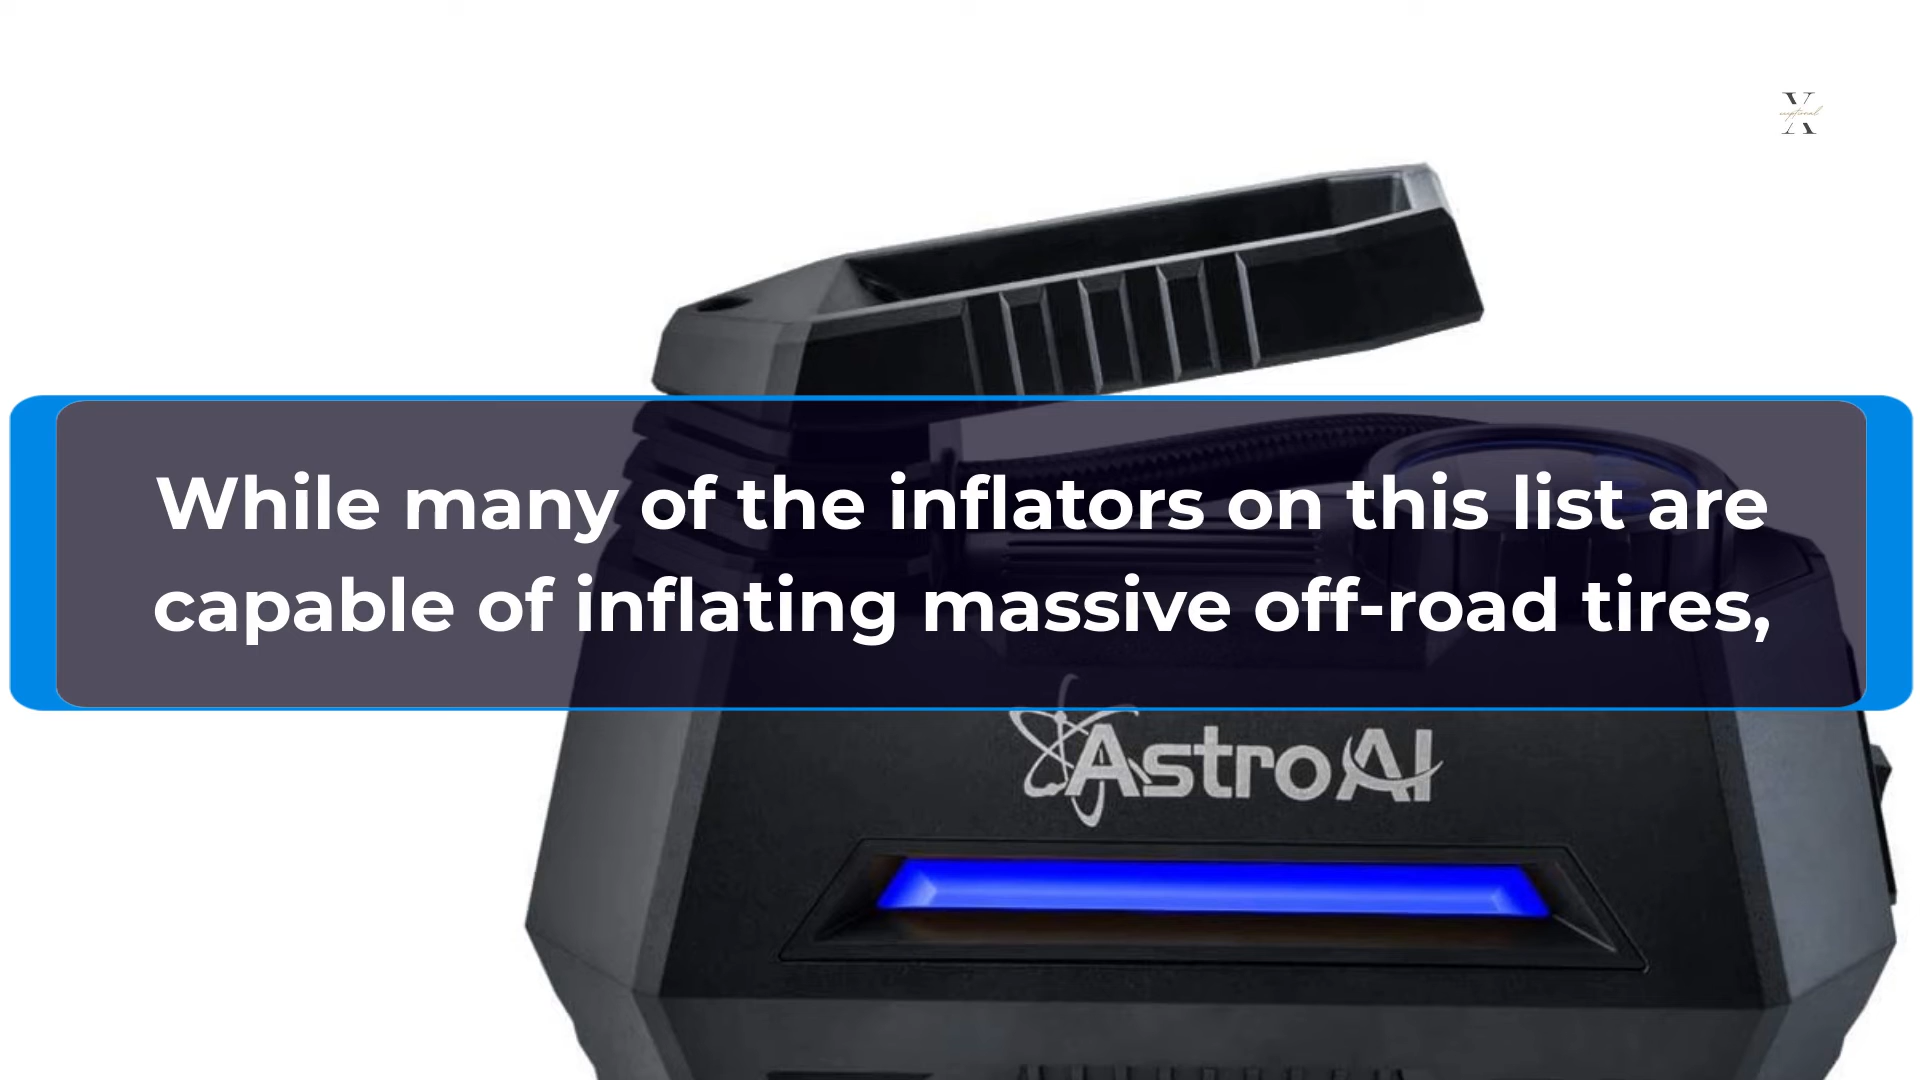 While many of the inflators on this list are
capable of inflating massive off-road tires,
AstroAI